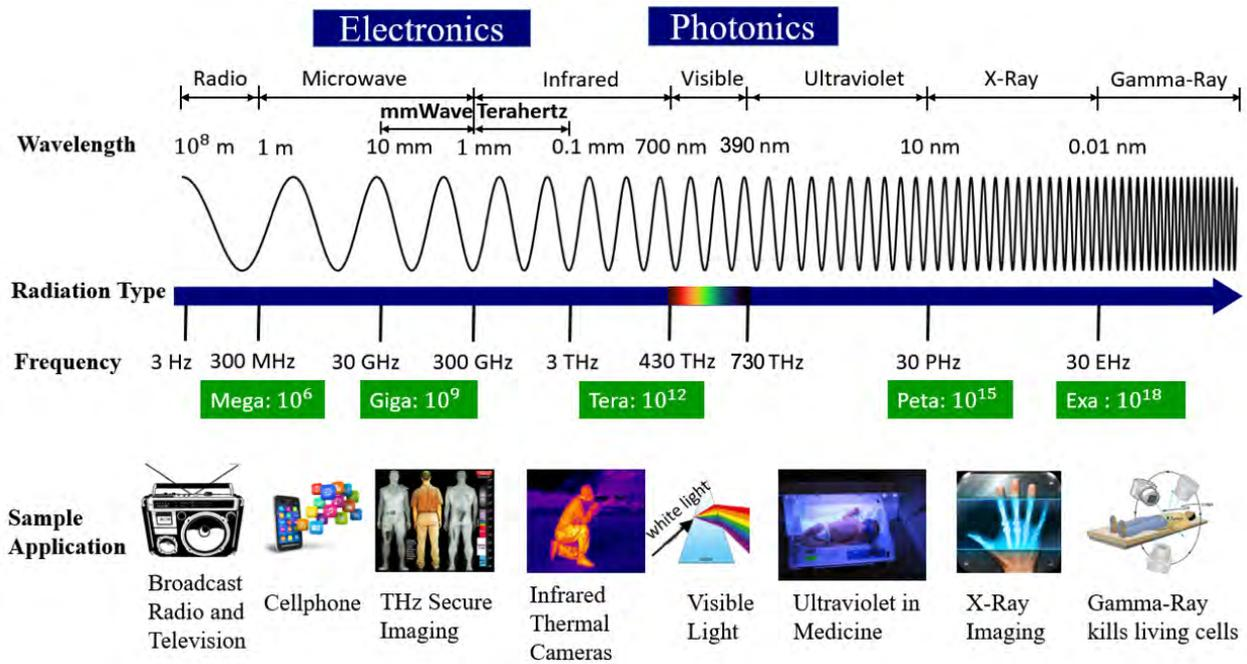 Electronics
Photonics
Radio
Microwave
Infrared
Visible
Ultraviolet
X-Ray
Gamma-Ray
mmWave
Terahertz
Wavelength
10⁸ m
1 m
10 mm
1 mm
0.1 mm
700 nm
390 nm
10 nm
0.01 nm
Radiation Type
Frequency
3 Hz
300 MHz
30 GHz
300 GHz
3 THz
430 THz
730 THz
30 PHz
30 EHz
Mega: 10⁶
Giga: 10⁹
Tera: 10¹²
Peta: 10¹⁵
Exa : 10¹⁸
Sample
Application
White light
Broadcast
Radio and
Television
Cellphone
THz Secure
Imaging
Infrared
Thermal
Cameras
Visible
Light
Ultraviolet in
Medicine
X-Ray
Imaging
Gamma-Ray
kills living cells